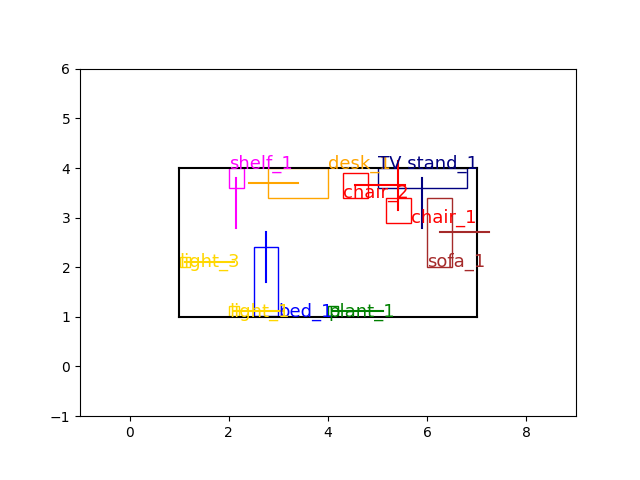 6
5
4
3
2
1
0
−1
0
2
4
6
8
shelf_1
desk_1
TV_stand_1
chair_2
chair_1
light_3
sofa_1
bed_1
plant_1